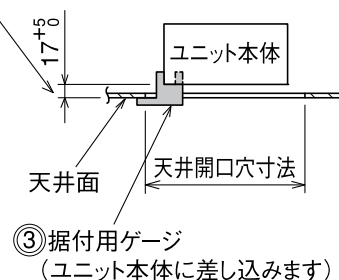 17+5 0
ユニット本体
天井面
天井開口穴寸法
③据付用ケージ
（ユニット本体に差し込みます）